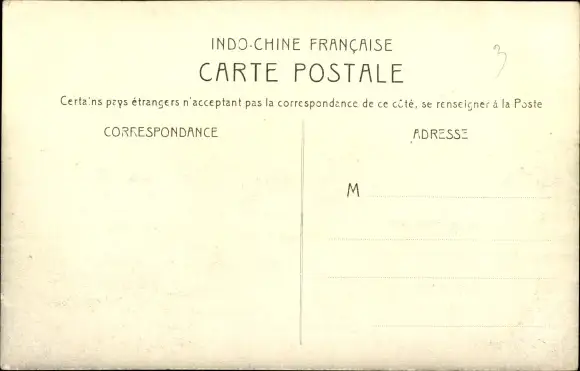 INDO-CHINE FRANÇAISE
3
CARTE POSTALE
Certains pays étrangers n'acceptant pas la correspondance de ce côté, se renseigner à la Poste
CORRESPONDANCE
ADRESSE
M